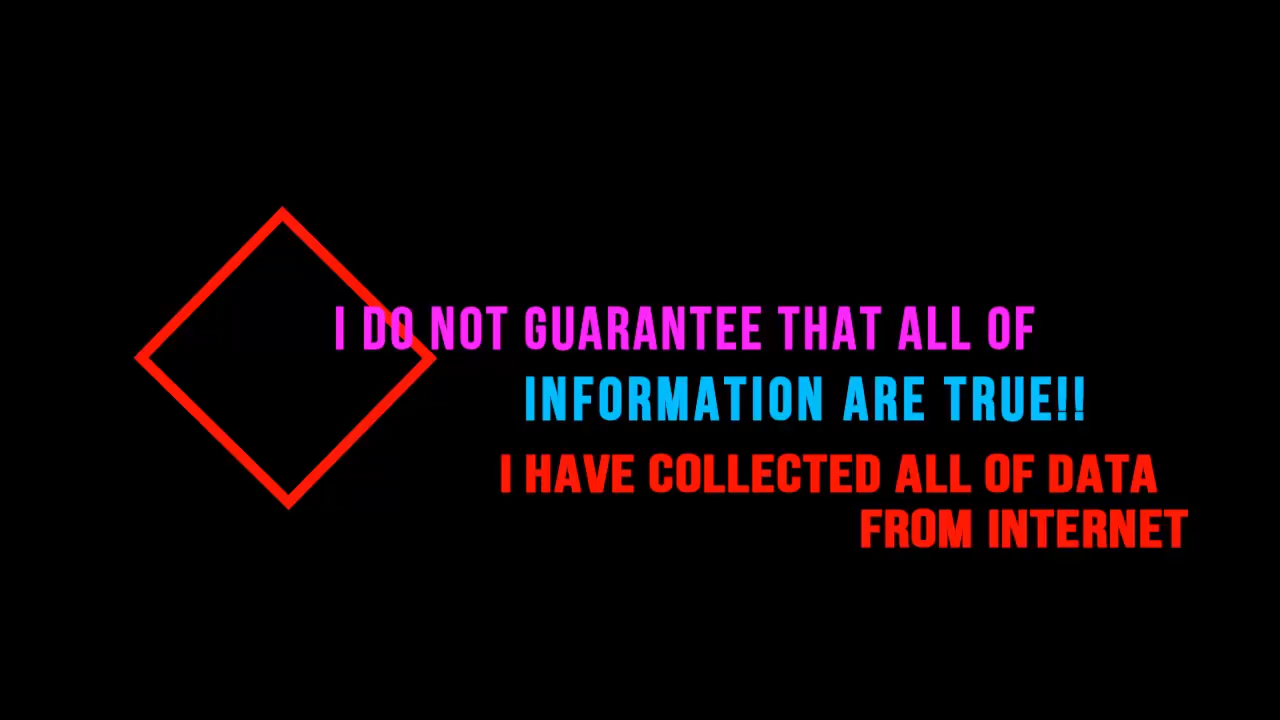 I DO NOT GUARANTEE THAT ALL OF
INFORMATION ARE TRUE!!
I HAVE COLLECTED ALL OF DATA
FROM INTERNET